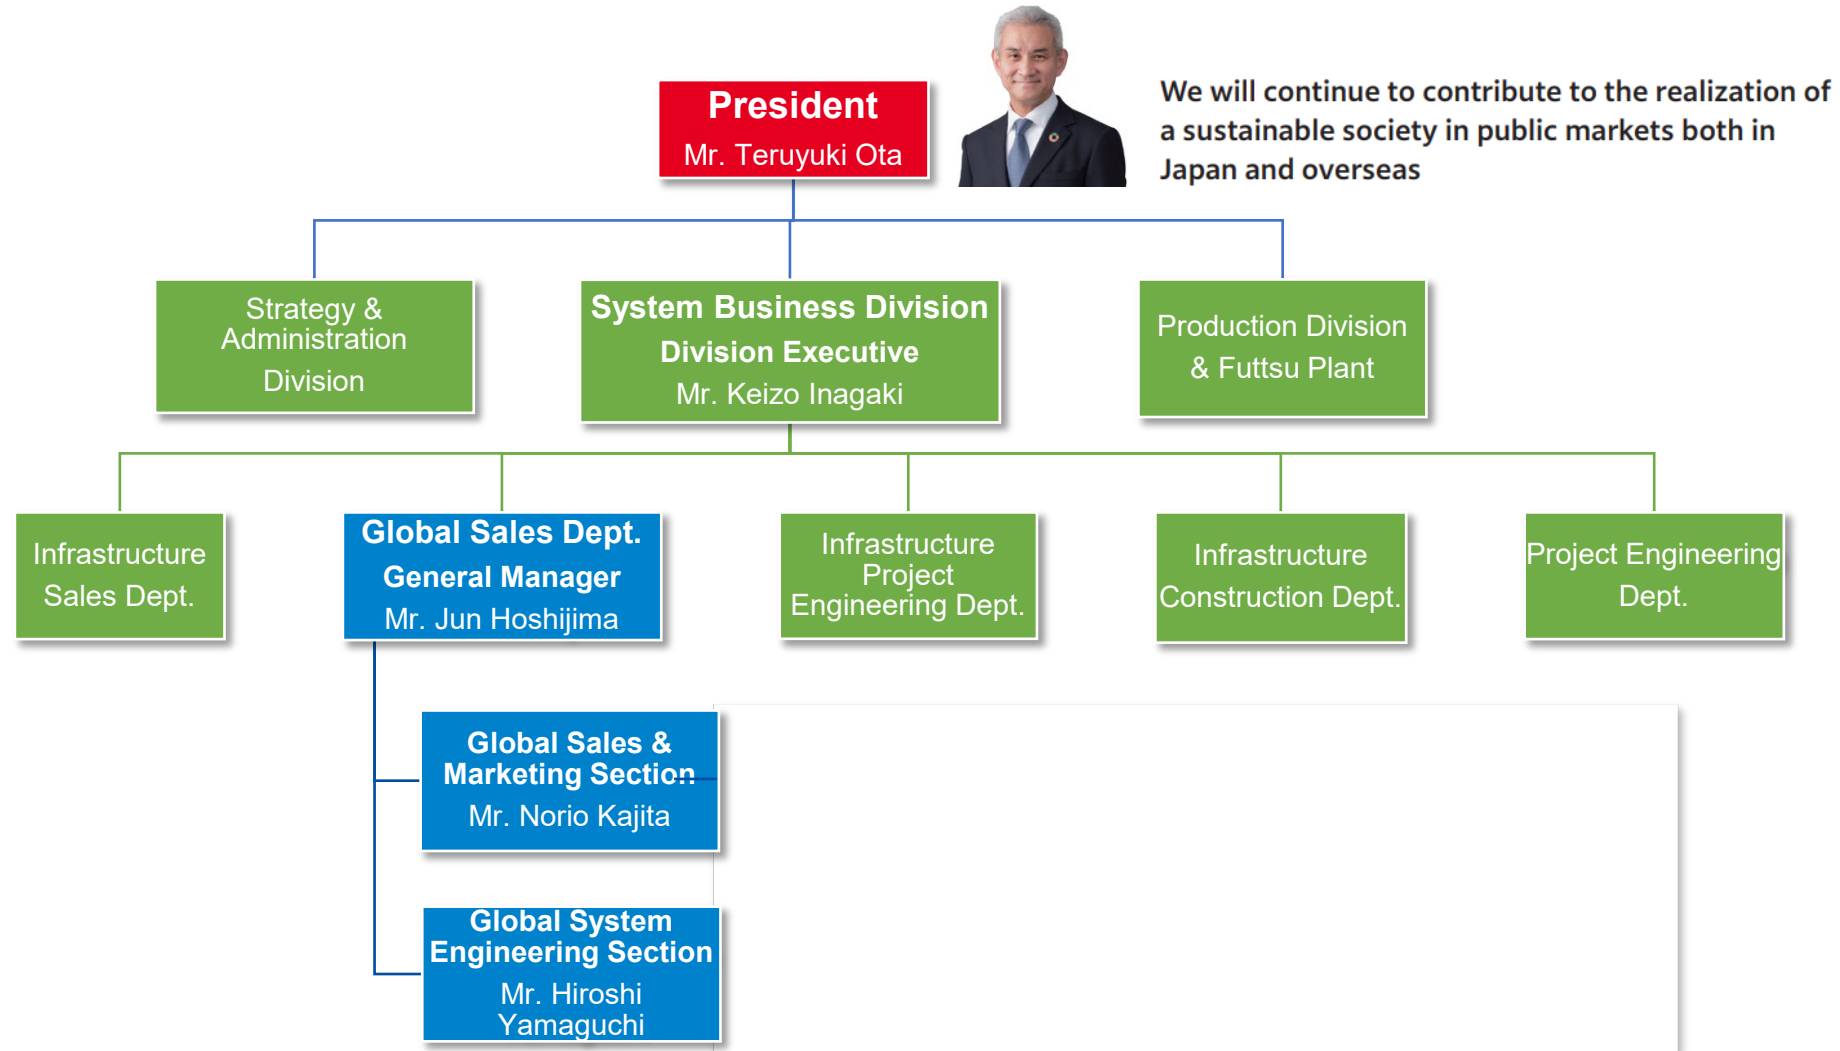 President
Mr. Teruyuki Ota
We will continue to contribute to the realization of
a sustainable society in public markets both in
Japan and overseas
Strategy &
Administration
Division
System Business Division
Division Executive
Mr. Keizo Inagaki
Production Division
& Futtsu Plant
Infrastructure
Sales Dept.
Global Sales Dept.
General Manager
Mr. Jun Hoshijima
Infrastructure
Project
Engineering Dept.
Infrastructure
Construction Dept.
Project Engineering
Dept.
Global Sales &
Marketing Section
Mr. Norio Kajita
Global System
Engineering Section
Mr. Hiroshi
Yamaguchi